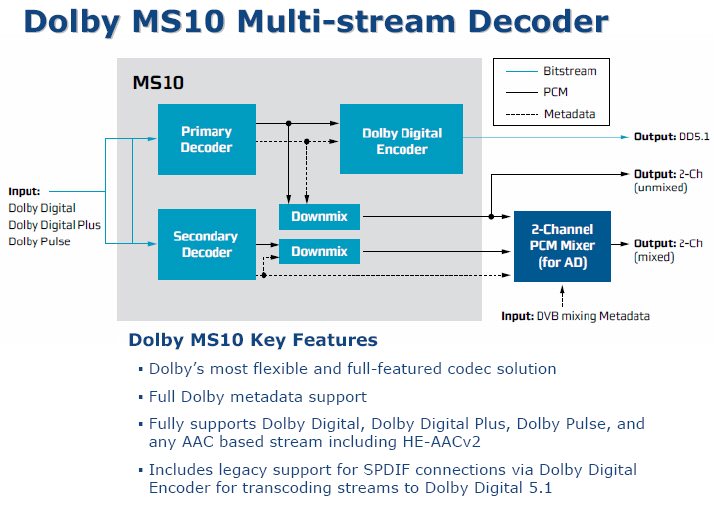 Dolby MS10 Multi-stream Decoder
MS10
Bitstream
PCM
Metadata
Primary
Decoder
Dolby Digital
Encoder
Output: DD5.1
Output: 2-Ch
(unmixed)
Input:
Dolby Digital
Dolby Digital Plus
Dolby Pulse
Downmix
Secondary
Decoder
Downmix
2-Channel
PCM Mixer
(for AD)
Output: 2-Ch
(mixed)
Input: DVB mixing Metadata
Dolby MS10 Key Features
▪ Dolby's most flexible and full-featured codec solution
▪ Full Dolby metadata support
▪ Fully supports Dolby Digital, Dolby Digital Plus, Dolby Pulse, and
any AAC based stream including HE-AACv2
▪ Includes legacy support for SPDIF connections via Dolby Digital
Encoder for transcoding streams to Dolby Digital 5.1